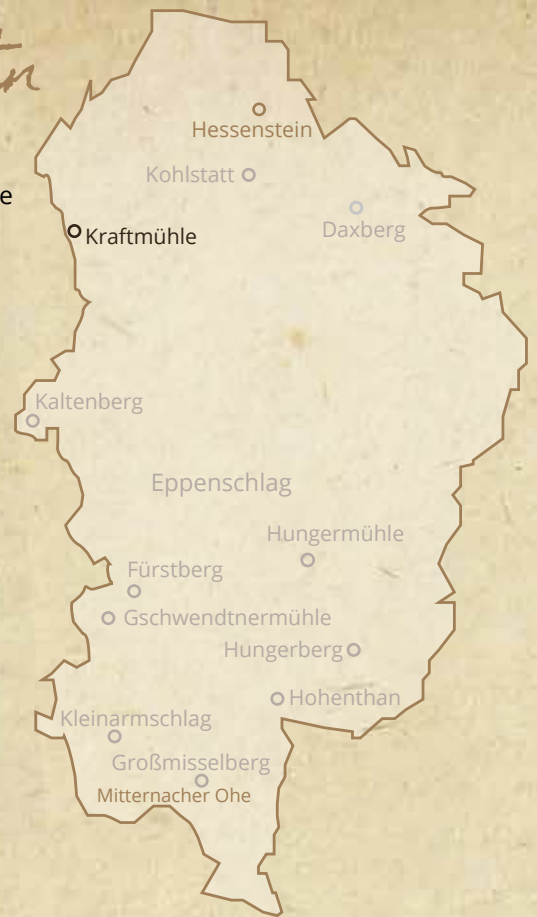 Hessenstein
Kohlstatt
e
Daxberg
Kraftmühle
Kaltenberg
Eppenschlag
Hungermühle
Fürstberg
Gschwendtnermühle
Hungerberg
Hohenthan
Kleinarmschlag
Großmisselberg
Mitternacher Ohe